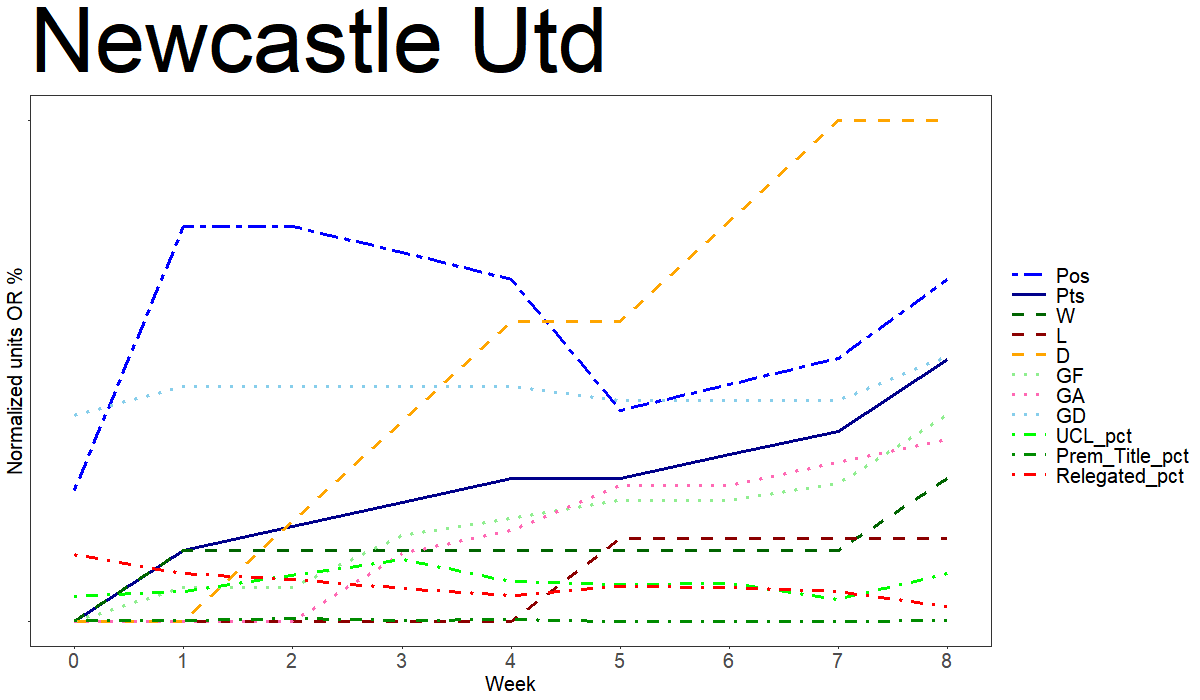 Newcastle Utd
Normalized units OR %
Pos
Pts
W
L
D
GF
GA
GD
UCL_pct
Prem_Title_pct
Relegated_pct
0 1 2 3 4 5 6 7 8
Week